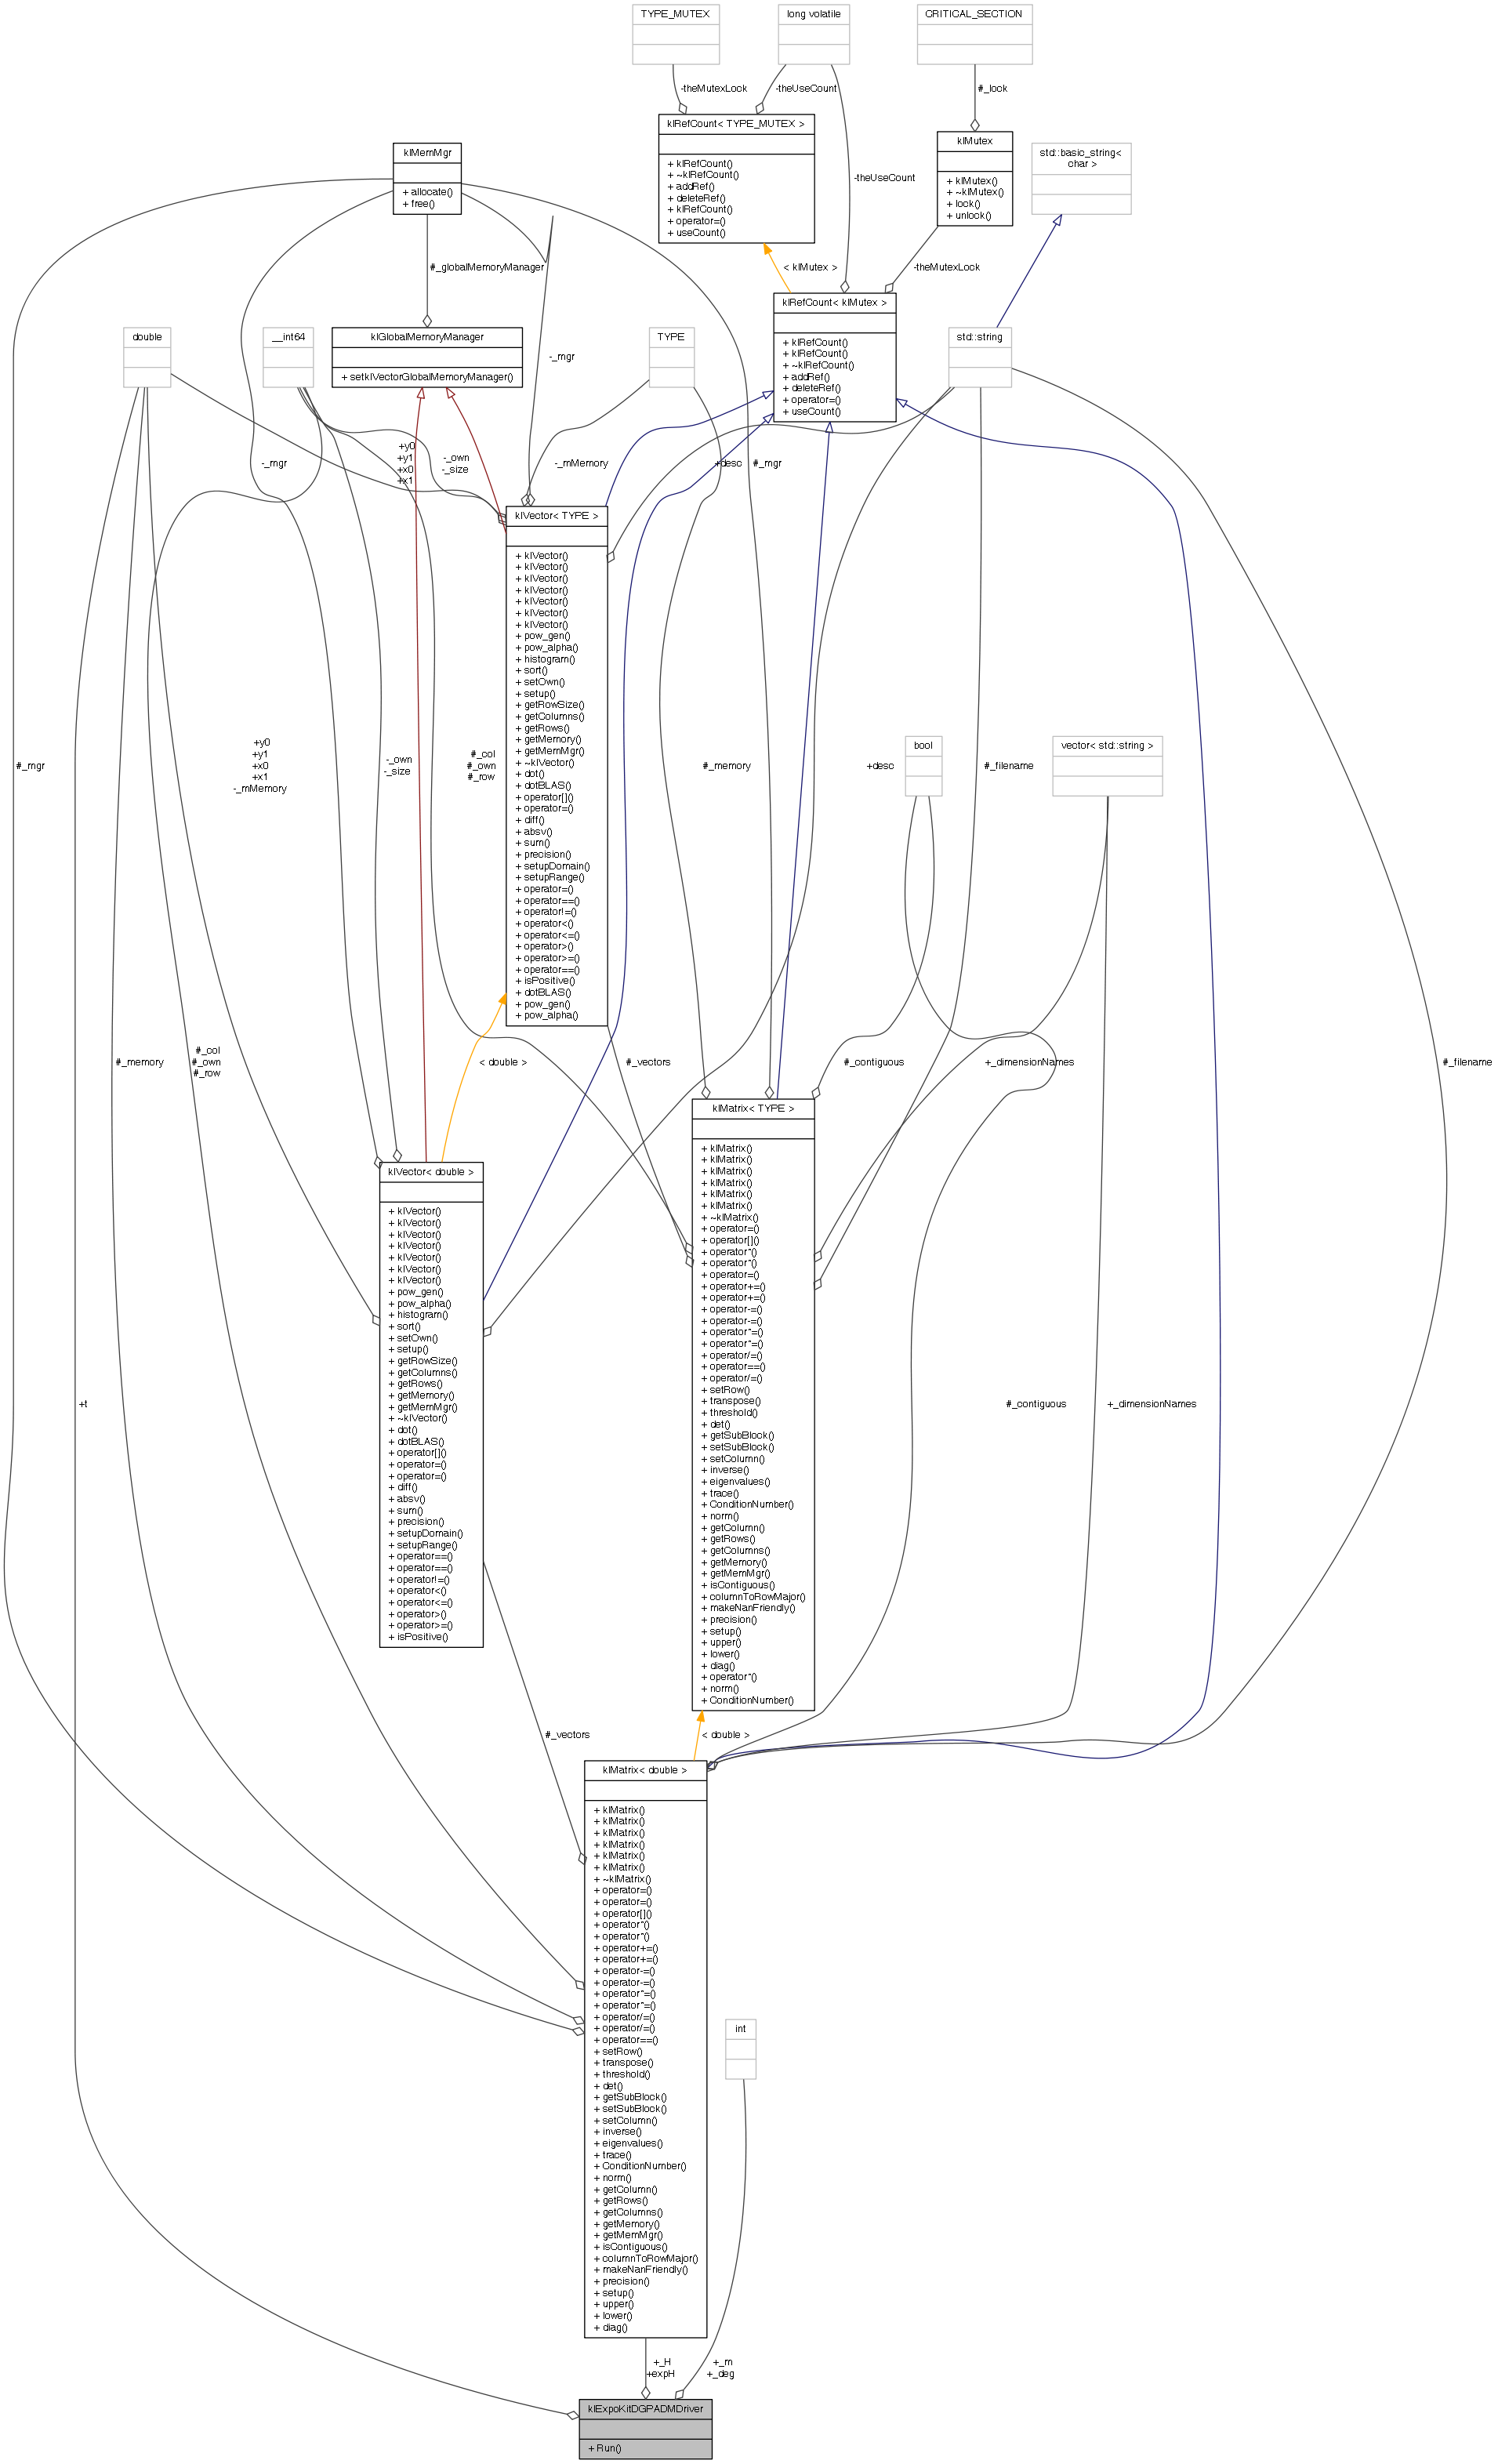 TYPE_MUTEX
long volatile
CRITICAL_SECTION
-theMutexLock
-theUseCount
#_lock
klRefCount< TYPE_MUTEX >
+ klRefCount()
+ ~klRefCount()
+ addRef()
+ deleteRef()
+ klRefCount()
+ operator=()
+ useCount()
klMutex
+ klMutex()
+ ~klMutex()
+ lock()
+ unlock()
std::basic_string<
char >
klMemMgr
+ allocate()
+ free()
-theUseCount
#_globalMemoryManager
< klMutex >
-theMutexLock
klRefCount< klMutex >
+ klRefCount()
+ klRefCount()
+ ~klRefCount()
+ addRef()
+ deleteRef()
+ operator=()
+ useCount()
double
__int64
klGlobalMemoryManager
+ setklVectorGlobalMemoryManager()
TYPE
std::string
-_mgr
-_mgr
+y0
+y1
+x0
+x1
-_own
-_size
-_mMemory
+desc
#_mgr
klVector< TYPE >
+ klVector()
+ klVector()
+ klVector()
+ klVector()
+ klVector()
+ klVector()
+ klVector()
+ pow_gen()
+ pow_alpha()
+ histogram()
+ sort()
+ setOwn()
+ setup()
+ getRowSize()
+ getColumns()
+ getRows()
+ getMemory()
+ getMemMgr()
+ ~klVector()
+ dot()
+ dotBLAS()
+ operator[]()
+ operator=()
+ diff()
+ absv()
+ sum()
+ precision()
+ setupDomain()
+ setupRange()
+ operator=()
+ operator==()
+ operator!=()
+ operator<()
+ operator<=()
+ operator>()
+ operator>=()
+ operator==()
+ isPositive()
+ dotBLAS()
+ pow_gen()
+ pow_alpha()
#_mgr
+y0
+y1
+x0
+x1
-_mMemory
-_own
-_size
#_col
#_own
#_row
#_memory
+desc
bool
#_filename
vector< std::string >
#_memory
#_col
#_own
#_row
< double >
#_vectors
#_contiguous
+_dimensionNames
#_filename
klMatrix< TYPE >
+ klMatrix()
+ klMatrix()
+ klMatrix()
+ klMatrix()
+ klMatrix()
+ klMatrix()
+ ~klMatrix()
+ operator=()
+ operator[]()
+ operator*()
+ operator*()
+ operator=()
+ operator+=()
+ operator+=()
+ operator-=()
+ operator-=()
+ operator*=()
+ operator*=()
+ operator/=()
+ operator==()
+ operator/=()
+ setRow()
+ transpose()
+ threshold()
+ det()
+ getSubBlock()
+ setSubBlock()
+ setColumn()
+ inverse()
+ eigenvalues()
+ trace()
+ ConditionNumber()
+ norm()
+ getColumn()
+ getRows()
+ getColumns()
+ getMemory()
+ getMemMgr()
+ isContiguous()
+ columnToRowMajor()
+ makeNanFriendly()
+ precision()
+ setup()
+ upper()
+ lower()
+ diag()
+ operator*()
+ norm()
+ ConditionNumber()
klVector< double >
+ klVector()
+ klVector()
+ klVector()
+ klVector()
+ klVector()
+ klVector()
+ klVector()
+ pow_gen()
+ pow_alpha()
+ histogram()
+ sort()
+ setOwn()
+ setup()
+ getRowSize()
+ getColumns()
+ getRows()
+ getMemory()
+ getMemMgr()
+ ~klVector()
+ dot()
+ dotBLAS()
+ operator[]()
+ operator=()
+ operator=()
+ diff()
+ absv()
+ sum()
+ precision()
+ setupDomain()
+ setupRange()
+ operator==()
+ operator==()
+ operator!=()
+ operator<()
+ operator<=()
+ operator>()
+ operator>=()
+ isPositive()
+t
#_contiguous
+_dimensionNames
#_vectors
< double >
klMatrix< double >
+ klMatrix()
+ klMatrix()
+ klMatrix()
+ klMatrix()
+ klMatrix()
+ klMatrix()
+ ~klMatrix()
+ operator=()
+ operator=()
+ operator[]()
+ operator*()
+ operator*()
+ operator+=()
+ operator+=()
+ operator-=()
+ operator-=()
+ operator*=()
+ operator*=()
+ operator/=()
+ operator/=()
+ operator==()
+ setRow()
+ transpose()
+ threshold()
+ det()
+ getSubBlock()
+ setSubBlock()
+ setColumn()
+ inverse()
+ eigenvalues()
+ trace()
+ ConditionNumber()
+ norm()
+ getColumn()
+ getRows()
+ getColumns()
+ getMemory()
+ getMemMgr()
+ isContiguous()
+ columnToRowMajor()
+ makeNanFriendly()
+ precision()
+ setup()
+ upper()
+ lower()
+ diag()
int
+_H
+expH
+_m
+_deg
klExpoKitDGPADMDriver
+ Run()